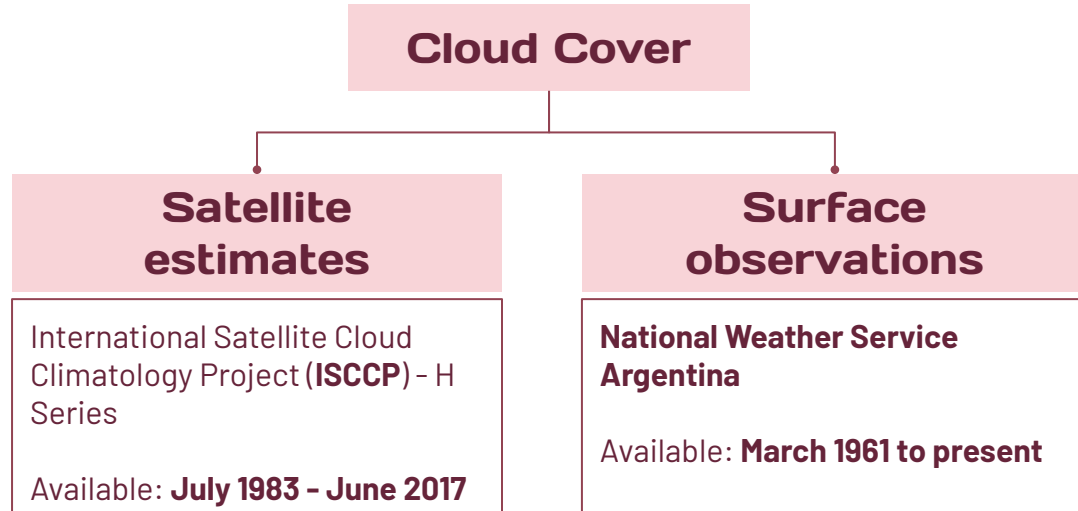 Cloud Cover
Satellite
estimates
International Satellite Cloud
Climatology Project (ISCCP) - H
Series
Available: July 1983 - June 2017
Surface
observations
National Weather Service
Argentina
Available: March 1961 to present